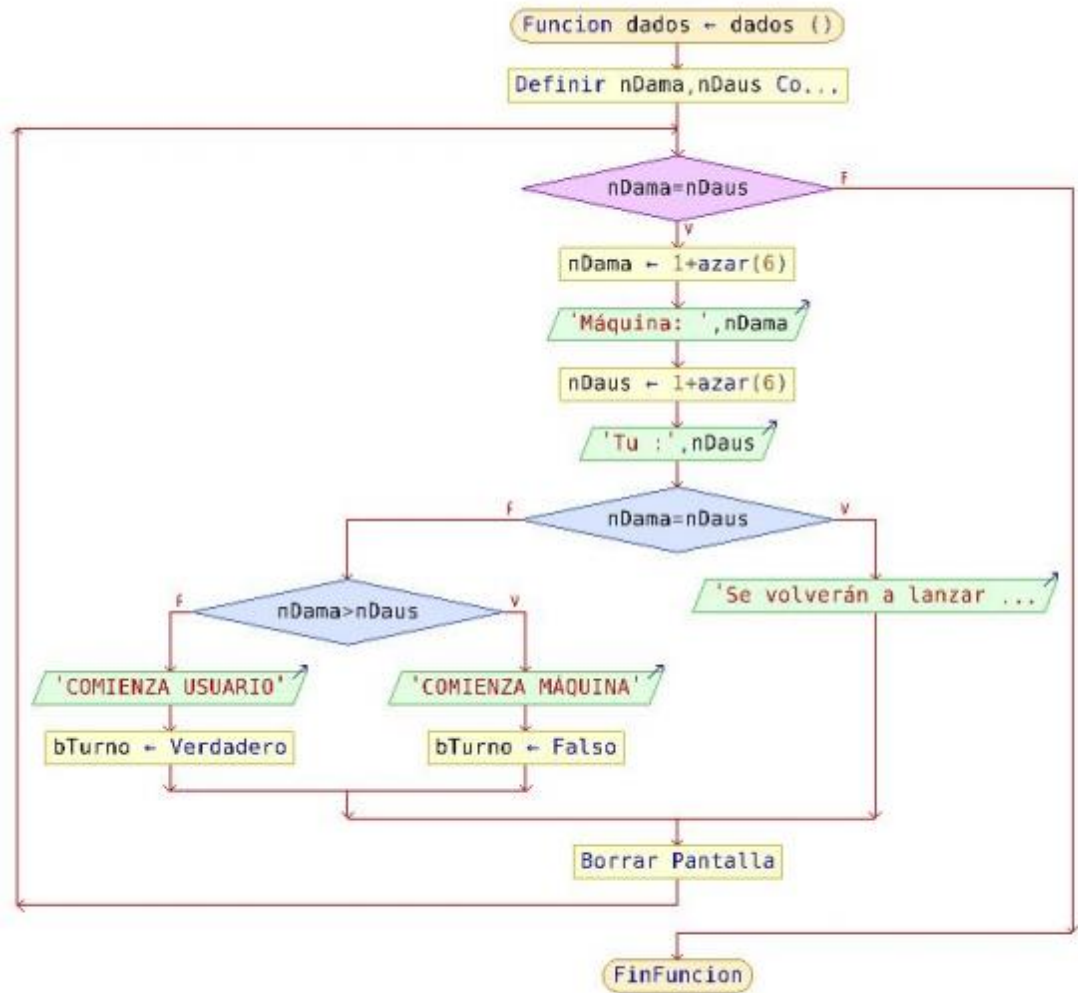 Funcion dados ← dados ()
Definir nDama,nDaus Co...
nDama=nDaus
F
V
nDama ← 1+azar(6)
'Máquina: ',nDama
nDaus ← 1+azar(6)
'Tu :',nDaus
F
nDama=nDaus
V
F
nDama>nDaus
V
'Se volverán a lanzar ...
'COMIENZA USUARIO'
'COMIENZA MÁQUINA'
bTurno ← Verdadero
bTurno ← Falso
Borrar Pantalla
FinFuncion